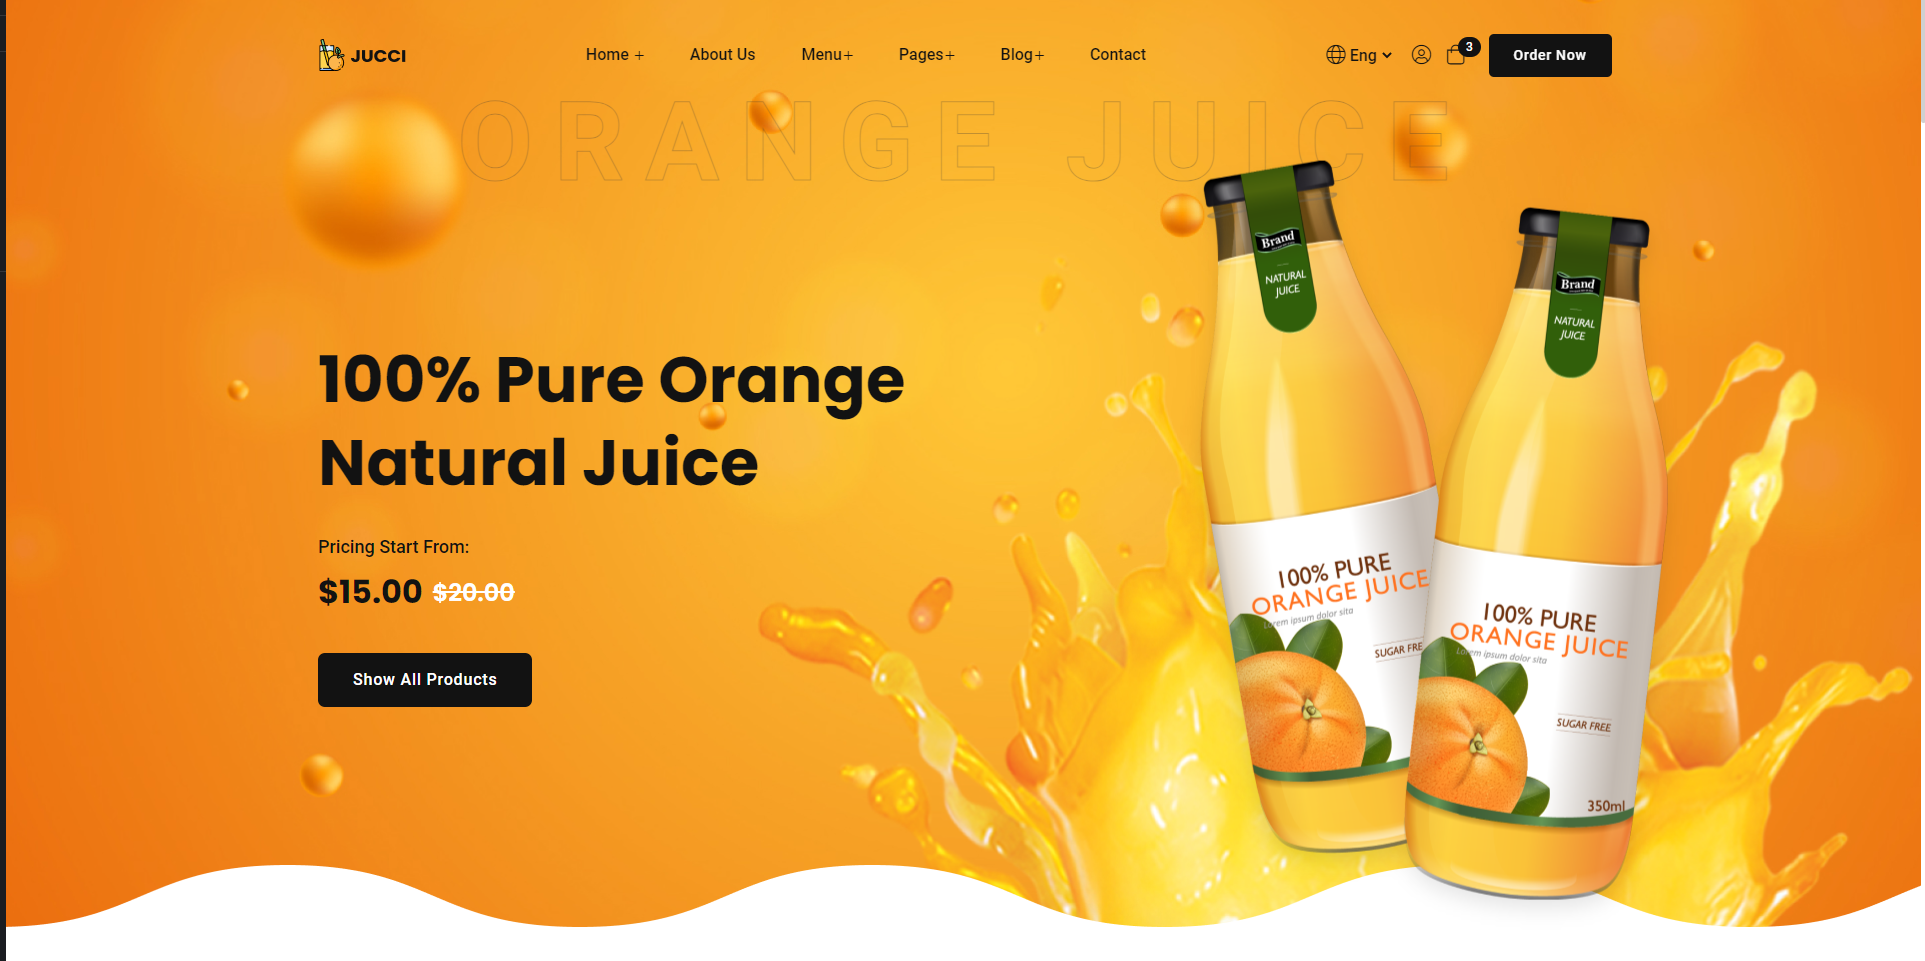 JUCCI
Home +
About Us
Menu+
Pages+
Blog+
Contact
Eng
3
Order Now
ORANGE JUICE
100% Pure Orange
Natural Juice
Pricing Start From:
$15.00 $20.00
Show All Products
Brand
NATURAL
JUICE
100% PURE
ORANGE JUICE
Lorem ipsum dolor sita
SUGAR FRE
Brand
NATURAL
JUICE
100% PURE
ORANGE JUICE
Lorem ipsum dolor sita
SUGAR FREE
350ml